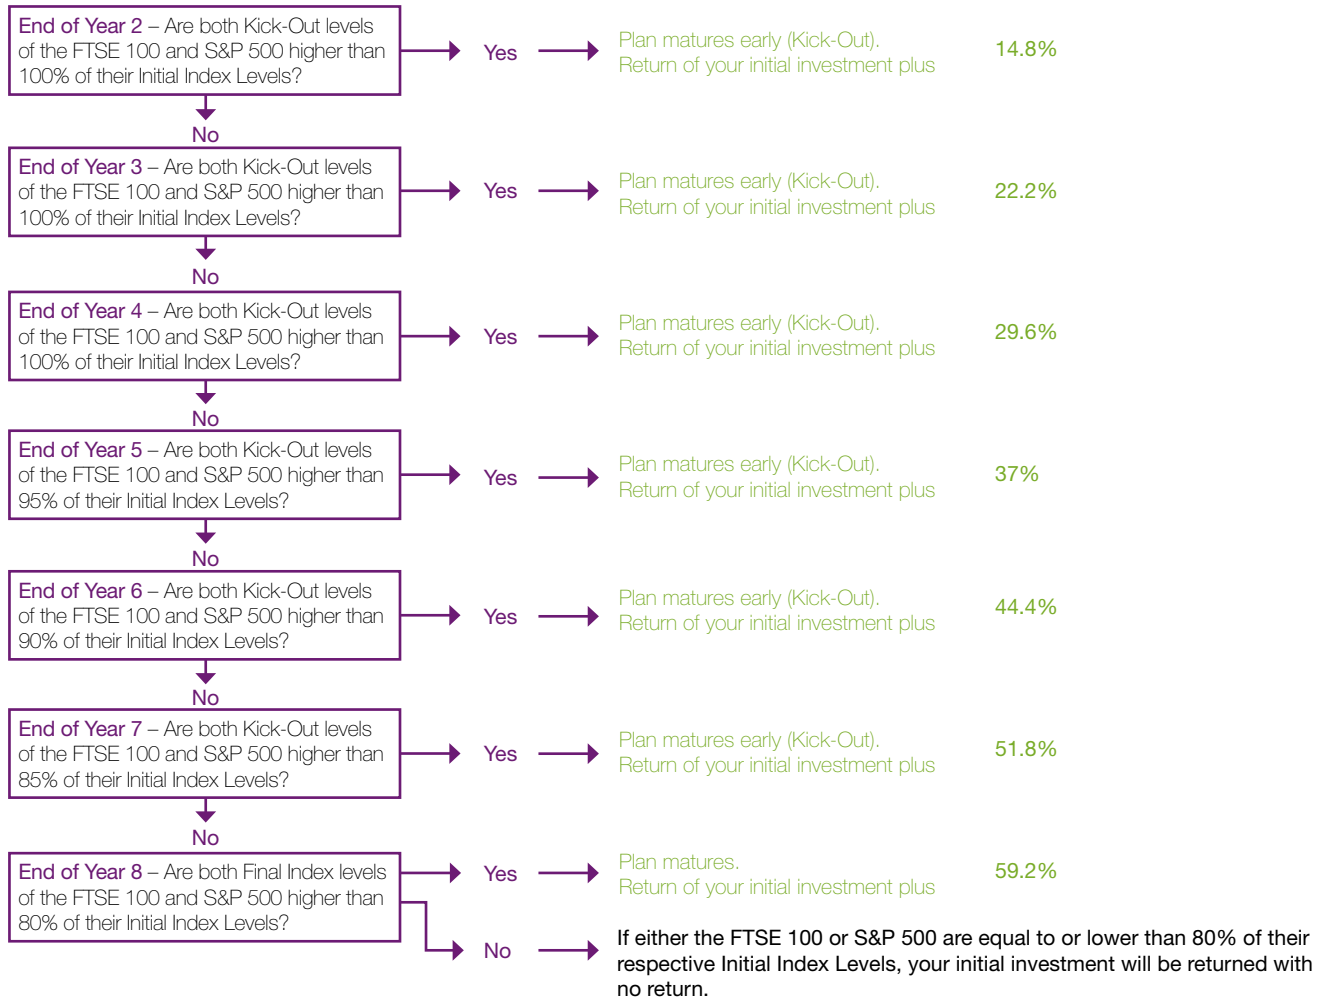 End of Year 2 – Are both Kick-Out levels
of the FTSE 100 and S&P 500 higher than
100% of their Initial Index Levels?
Yes
Plan matures early (Kick-Out).
Return of your initial investment plus
14.8%
No
End of Year 3 – Are both Kick-Out levels
of the FTSE 100 and S&P 500 higher than
100% of their Initial Index Levels?
Yes
Plan matures early (Kick-Out).
Return of your initial investment plus
22.2%
No
End of Year 4 – Are both Kick-Out levels
of the FTSE 100 and S&P 500 higher than
100% of their Initial Index Levels?
Yes
Plan matures early (Kick-Out).
Return of your initial investment plus
29.6%
No
End of Year 5 – Are both Kick-Out levels
of the FTSE 100 and S&P 500 higher than
95% of their Initial Index Levels?
Yes
Plan matures early (Kick-Out).
Return of your initial investment plus
37%
No
End of Year 6 – Are both Kick-Out levels
of the FTSE 100 and S&P 500 higher than
90% of their Initial Index Levels?
Yes
Plan matures early (Kick-Out).
Return of your initial investment plus
44.4%
No
End of Year 7 – Are both Kick-Out levels
of the FTSE 100 and S&P 500 higher than
85% of their Initial Index Levels?
Yes
Plan matures early (Kick-Out).
Return of your initial investment plus
51.8%
No
End of Year 8 – Are both Final Index levels
of the FTSE 100 and S&P 500 higher than
80% of their Initial Index Levels?
Yes
Plan matures.
Return of your initial investment plus
59.2%
No
If either the FTSE 100 or S&P 500 are equal to or lower than 80% of their
respective Initial Index Levels, your initial investment will be returned with
no return.